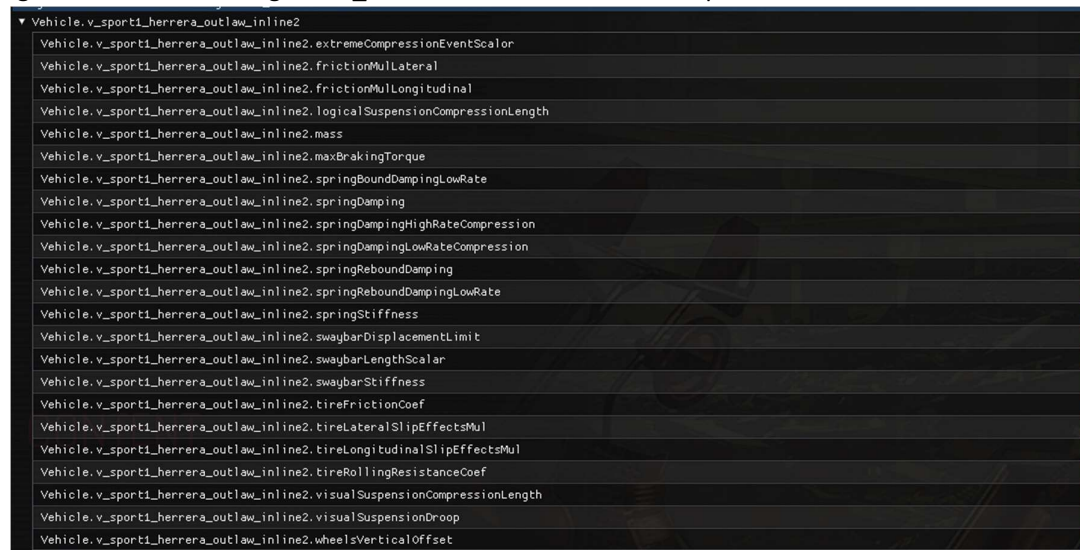 Vehicle.v_sport1_herrera_outlaw_inline2
Vehicle.v_sport1_herrera_outlaw_inline2.extremeCompressionEventScalor
Vehicle.v_sport1_herrera_outlaw_inline2.frictionMulLateral
Vehicle.v_sport1_herrera_outlaw_inline2.frictionMulLongitudinal
Vehicle.v_sport1_herrera_outlaw_inline2.logicalSuspensionCompressionLength
Vehicle.v_sport1_herrera_outlaw_inline2.mass
Vehicle.v_sport1_herrera_outlaw_inline2.maxBrakingTorque
Vehicle.v_sport1_herrera_outlaw_inline2.springBoundDampingLowRate
Vehicle.v_sport1_herrera_outlaw_inline2.springDamping
Vehicle.v_sport1_herrera_outlaw_inline2.springDampingHighRateCompression
Vehicle.v_sport1_herrera_outlaw_inline2.springDampingLowRateCompression
Vehicle.v_sport1_herrera_outlaw_inline2.springReboundDamping
Vehicle.v_sport1_herrera_outlaw_inline2.springReboundDampingLowRate
Vehicle.v_sport1_herrera_outlaw_inline2.springStiffness
Vehicle.v_sport1_herrera_outlaw_inline2.swaybarDisplacementLimit
Vehicle.v_sport1_herrera_outlaw_inline2.swaybarLengthScalar
Vehicle.v_sport1_herrera_outlaw_inline2.swaybarStiffness
Vehicle.v_sport1_herrera_outlaw_inline2.tireFrictionCoef
Vehicle.v_sport1_herrera_outlaw_inline2.tireLateralSlipEffectsMul
Vehicle.v_sport1_herrera_outlaw_inline2.tireLongitudinalSlipEffectsMul
Vehicle.v_sport1_herrera_outlaw_inline2.tireRollingResistanceCoef
Vehicle.v_sport1_herrera_outlaw_inline2.visualSuspensionCompressionLength
Vehicle.v_sport1_herrera_outlaw_inline2.visualSuspensionDroop
Vehicle.v_sport1_herrera_outlaw_inline2.wheelsVerticalOffset